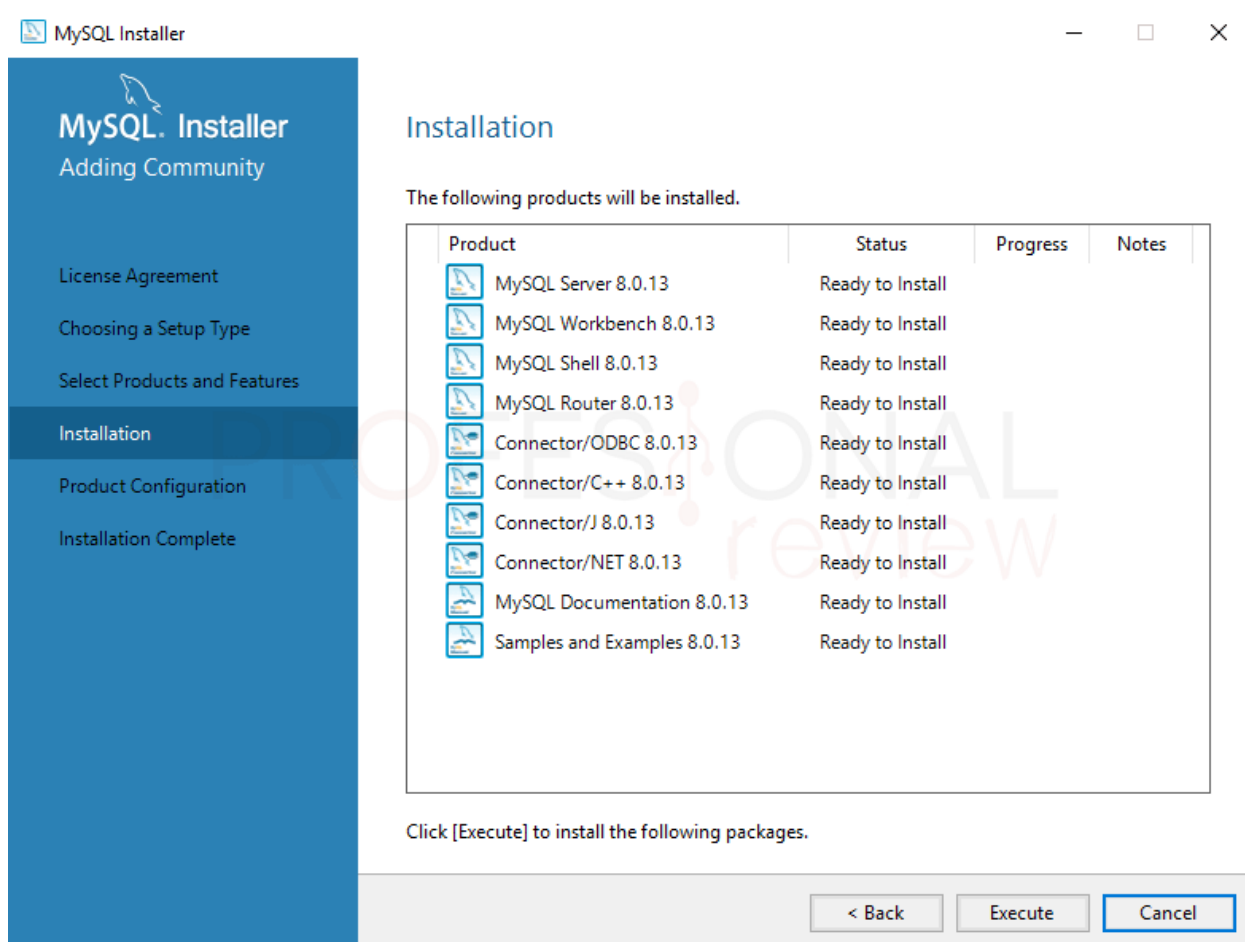 MySQL Installer
MySQL. Installer
Adding Community
License Agreement
Choosing a Setup Type
Select Products and Features
Installation
Product Configuration
Installation Complete
Installation
The following products will be installed.
Product Status Progress Notes
MySQL Server 8.0.13 Ready to Install
MySQL Workbench 8.0.13 Ready to Install
MySQL Shell 8.0.13 Ready to Install
MySQL Router 8.0.13 Ready to Install
Connector/ODBC 8.0.13 Ready to Install
Connector/C++ 8.0.13 Ready to Install
Connector/J 8.0.13 Ready to Install
Connector/NET 8.0.13 Ready to Install
MySQL Documentation 8.0.13 Ready to Install
Samples and Examples 8.0.13 Ready to Install
PROFESIONAL
review
Click [Execute] to install the following packages.
< Back Execute Cancel